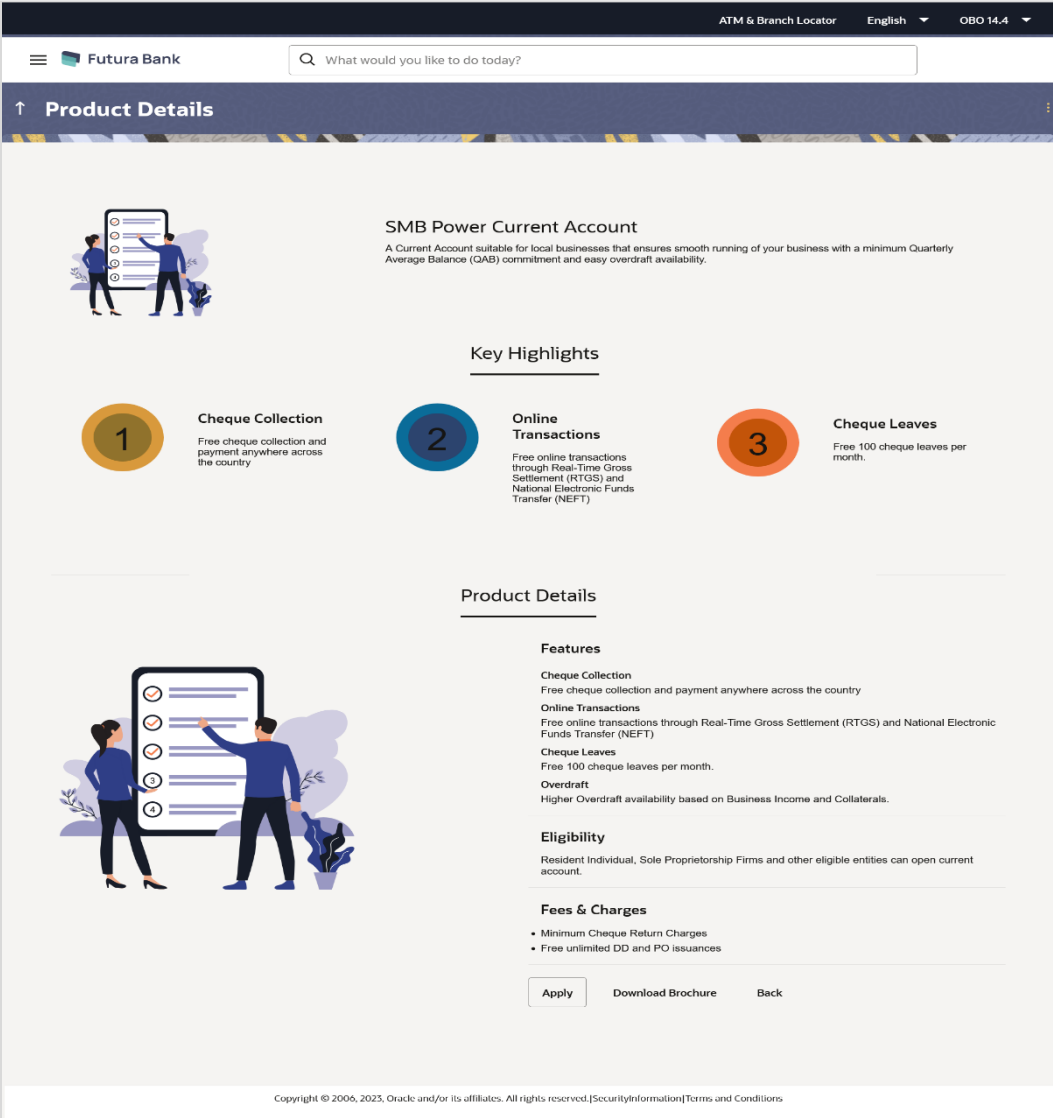 ATM & Branch Locator English OBO 14.4
Futura Bank
What would you like to do today?
Product Details
SMB Power Current Account
A Current Account suitable for local businesses that ensures smooth running of your business with a minimum Quarterly
Average Balance (QAB) commitment and easy overdraft availability.
Key Highlights
1
Cheque Collection
Free cheque collection and
payment anywhere across
the country
2
Online
Transactions
Free online transactions
through Real-Time Gross
Settlement (RTGS) and
National Electronic Funds
Transfer (NEFT)
3
Cheque Leaves
Free 100 cheque leaves per
month.
Product Details
3
4
Features
Cheque Collection
Free cheque collection and payment anywhere across the country
Online Transactions
Free online transactions through Real-Time Gross Settlement (RTGS) and National Electronic
Funds Transfer (NEFT)
Cheque Leaves
Free 100 cheque leaves per month.
Overdraft
Higher Overdraft availability based on Business Income and Collaterals.
Eligibility
Resident Individual, Sole Proprietorship Firms and other eligible entities can open current
account.
Fees & Charges
• Minimum Cheque Return Charges
• Free unlimited DD and PO issuances
Apply Download Brochure Back
Copyright © 2006, 2023, Oracle and/or its affiliates. All rights reserved.|SecurityInformation|Terms and Conditions